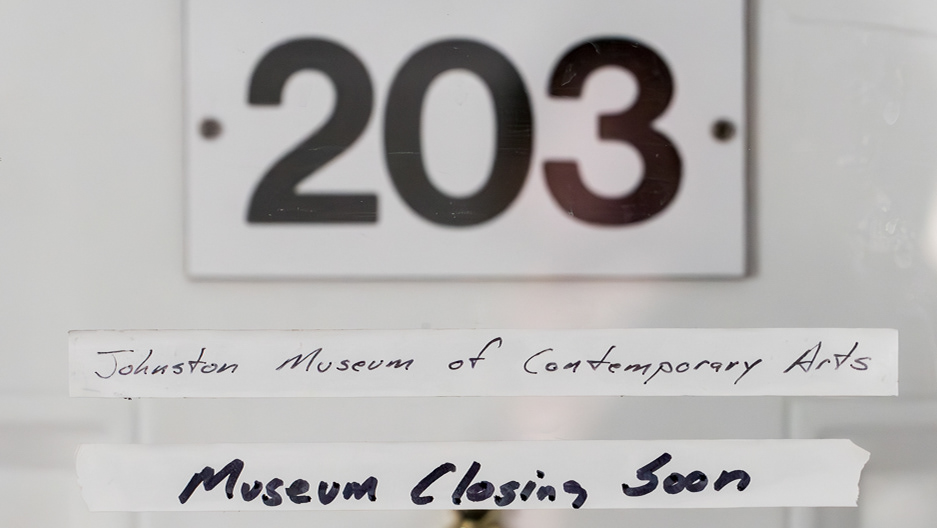 203
Johnston Museum of Contemporary Arts
Museum Closing Soon